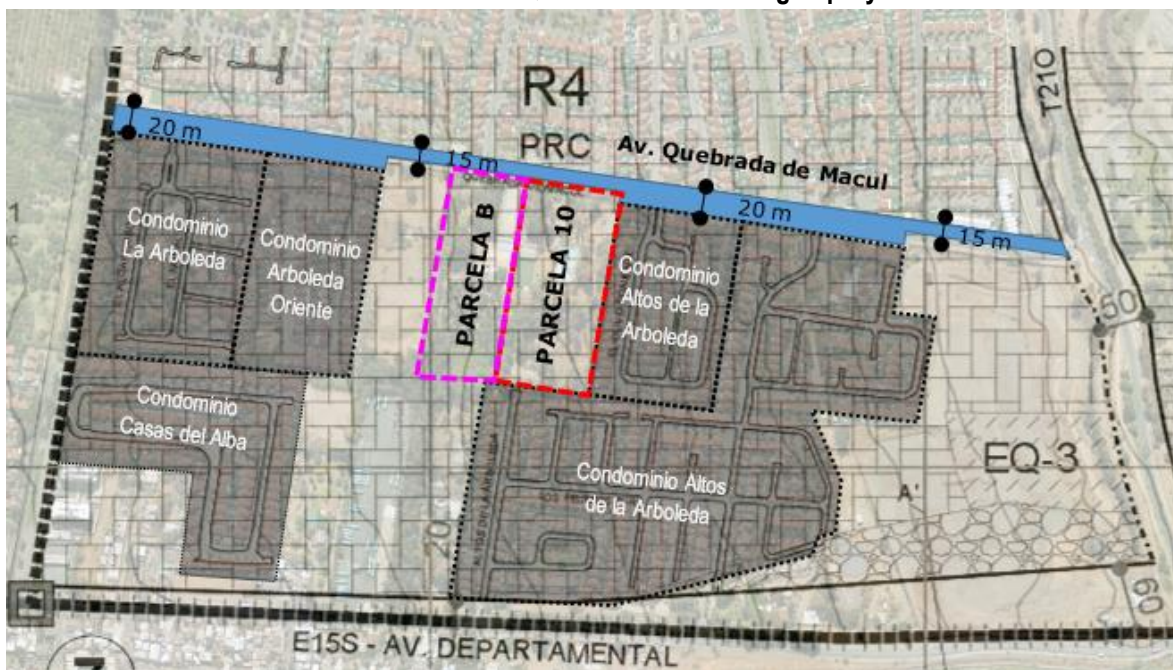 R4
T210
PRC
Av. Quebrada de Macul
20 m
15 m
20 m
15 m
Condominio
La Arboleda
Condominio
Arboleda
Oriente
PARCELA B
PARCELA 10
Condominio
Altos de la
Arboleda
50
Condominio
Casas del Alba
Condominio Altos
de la Arboleda
EQ-3
A'
20
60
E15S - AV. DEPARTAMENTAL
7